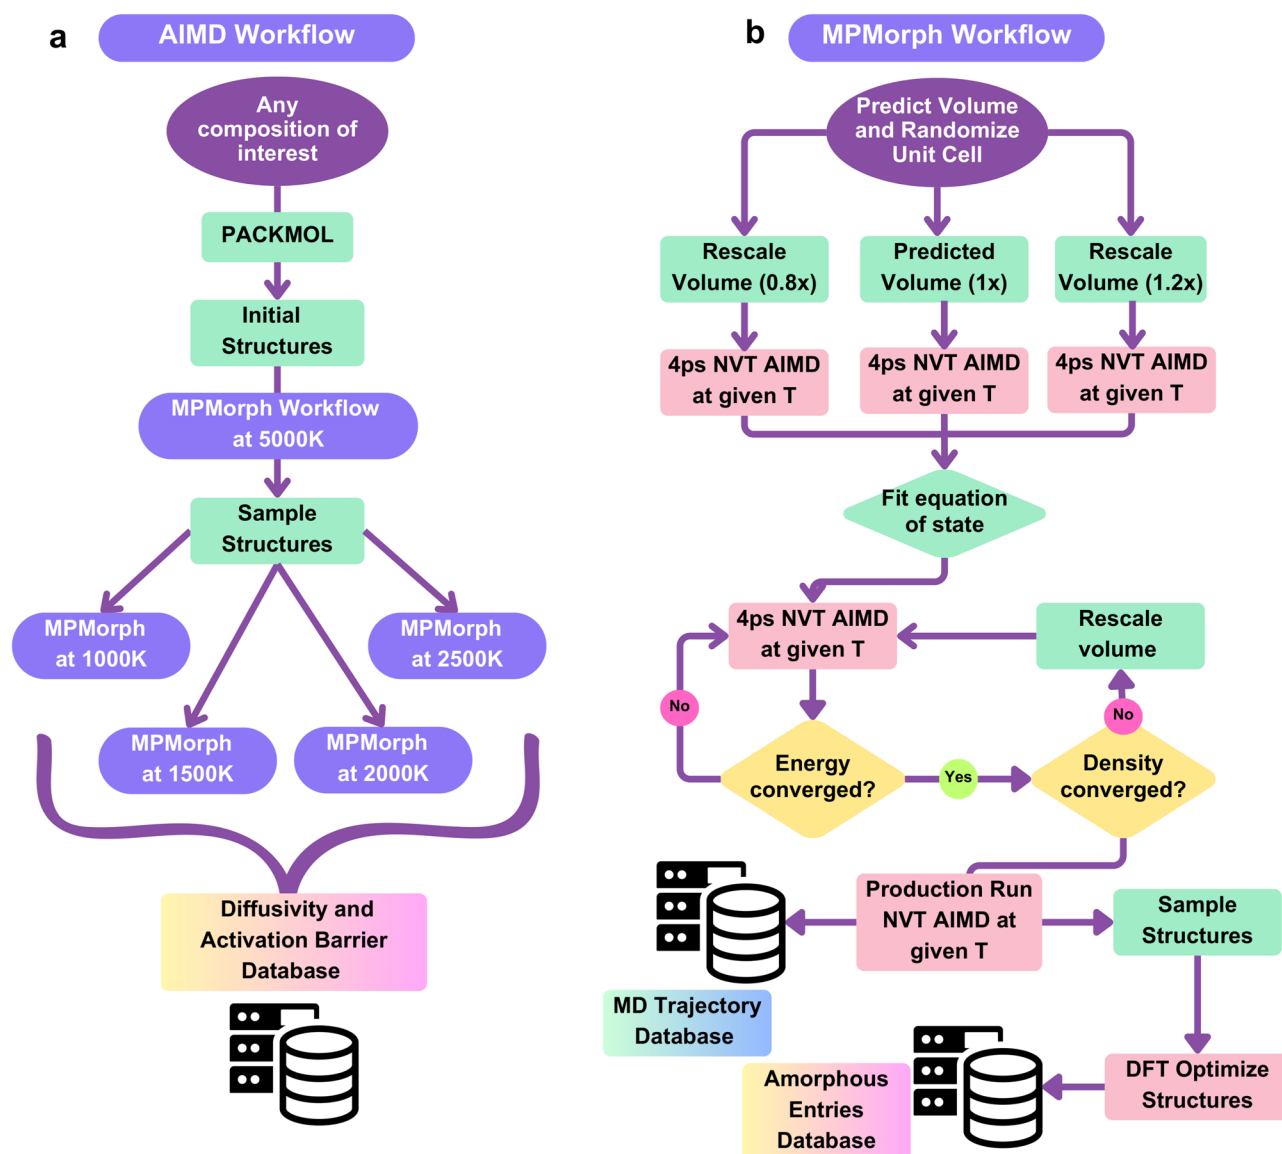 a
AIMD Workflow
Any
composition of
interest
PACKMOL
Initial
Structures
MPMorph Workflow
at 5000K
Sample
Structures
MPMorph
at 1000K
MPMorph
at 2500K
MPMorph
at 1500K
MPMorph
at 2000K
Diffusivity and
Activation Barrier
Database
b
MPMorph Workflow
Predict Volume
and Randomize
Unit Cell
Rescale
Volume (0.8x)
Predicted
Volume (1x)
Rescale
Volume (1.2x)
4ps NVT AIMD
at given T
4ps NVT AIMD
at given T
4ps NVT AIMD
at given T
Fit equation
of state
4ps NVT AIMD
at given T
Rescale
volume
No
No
Energy
converged?
Yes
Density
converged?
Production Run
NVT AIMD at
given T
Sample
Structures
MD Trajectory
Database
DFT Optimize
Structures
Amorphous
Entries
Database